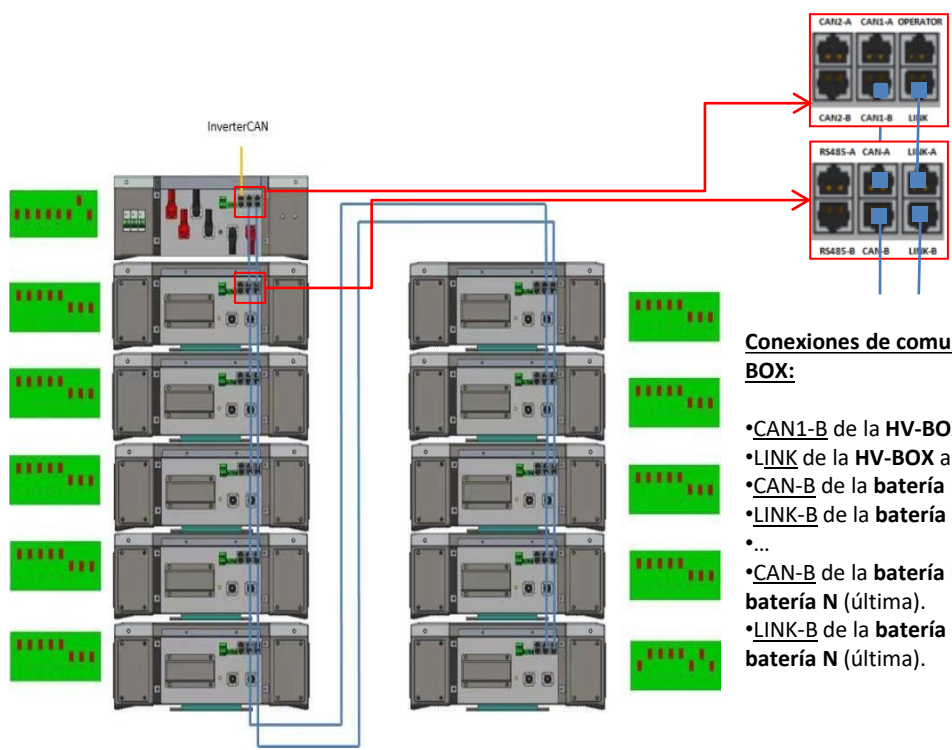 CAN2-A CAN1-A OPERATOR
CAN2-B CAN1-B LINK
InverterCAN
RS485-A CAN-A LINK-A
RS485-B CAN-B LINK-B
Conexiones de comu
BOX:
•CAN1-B de la HV-BO
•LINK de la HV-BOX a
•CAN-B de la batería
•LINK-B de la batería
•...
•CAN-B de la batería
batería N (última).
•LINK-B de la batería
batería N (última).